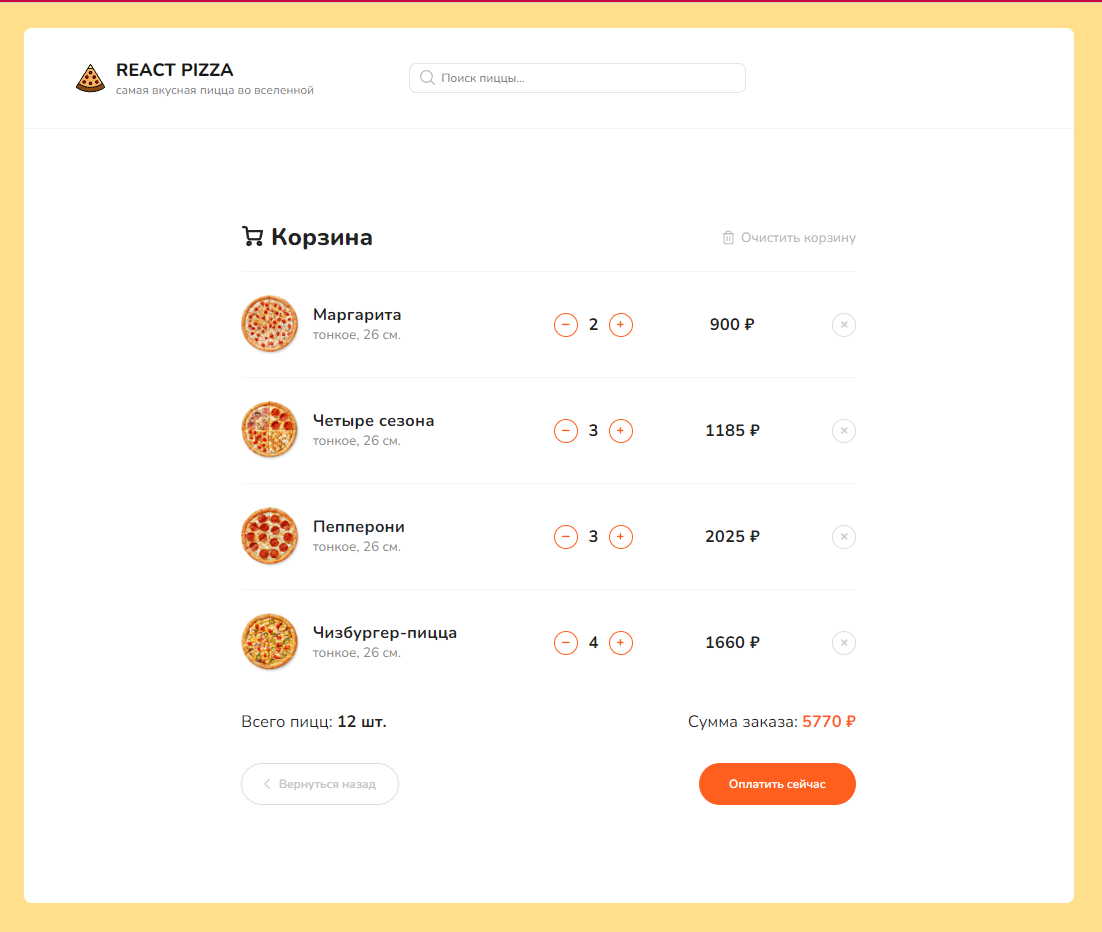 REACT PIZZA
самая вкусная пицца во вселенной
Поиск пиццы...
Корзина
Очистить корзину
Маргарита
тонкое, 26 см.
2
900 ₽
Четыре сезона
тонкое, 26 см.
3
1185 ₽
Пепперони
тонкое, 26 см.
3
2025 ₽
Чизбургер-пицца
тонкое, 26 см.
4
1660 ₽
Всего пицц: 12 шт.
Сумма заказа: 5770 ₽
Вернуться назад
Оплатить сейчас